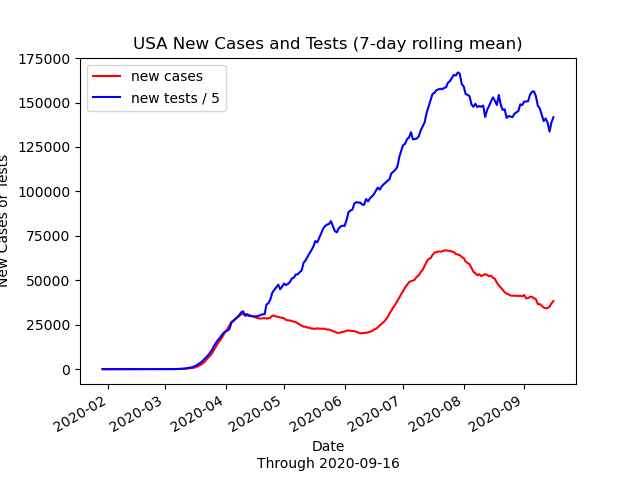 USA New Cases and Tests (7-day rolling mean)
new cases
new tests / 5
175000
150000
125000
100000
75000
50000
25000
0
New Cases or Tests
2020-02
2020-03
2020-04
2020-05
2020-06
2020-07
2020-08
2020-09
Date
Through 2020-09-16